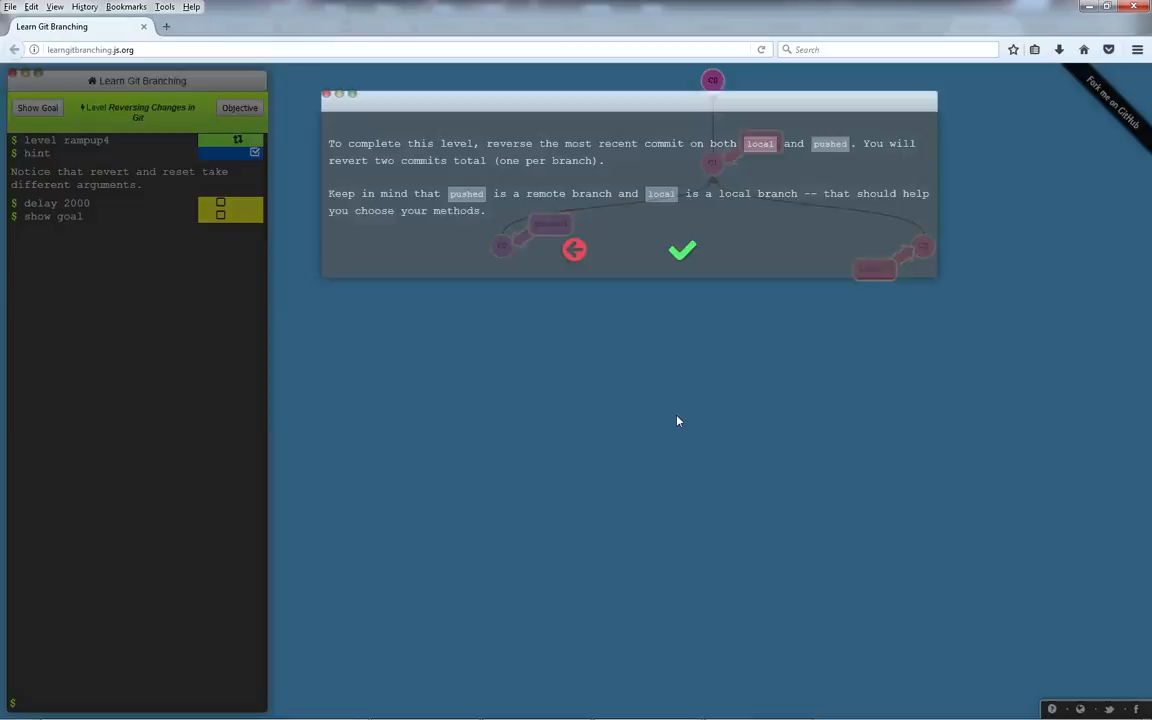 File Edit View History Bookmarks Tools Help
Learn Git Branching
learngitbranching.js.org
Search
Learn Git Branching
Show Goal
Level Reversing Changes in Git
Objective
$ level rampup4
$ hint
Notice that revert and reset take
different arguments.
$ delay 2000
$ show goal
$
C0
To complete this level, reverse the most recent commit on both local and pushed. You will
revert two commits total (one per branch).
Keep in mind that pushed is a remote branch and local is a local branch -- that should help
you choose your methods.
Fork me on GitHub